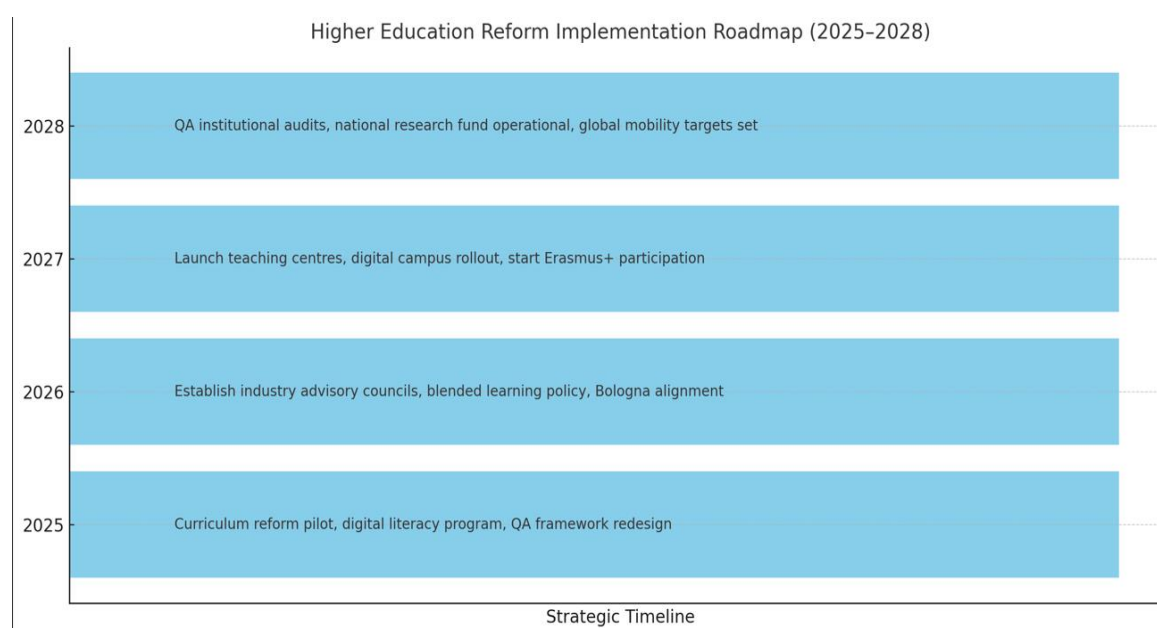 Higher Education Reform Implementation Roadmap (2025–2028)
2028
QA institutional audits, national research fund operational, global mobility targets set
2027
Launch teaching centres, digital campus rollout, start Erasmus+ participation
2026
Establish industry advisory councils, blended learning policy, Bologna alignment
2025
Curriculum reform pilot, digital literacy program, QA framework redesign
Strategic Timeline